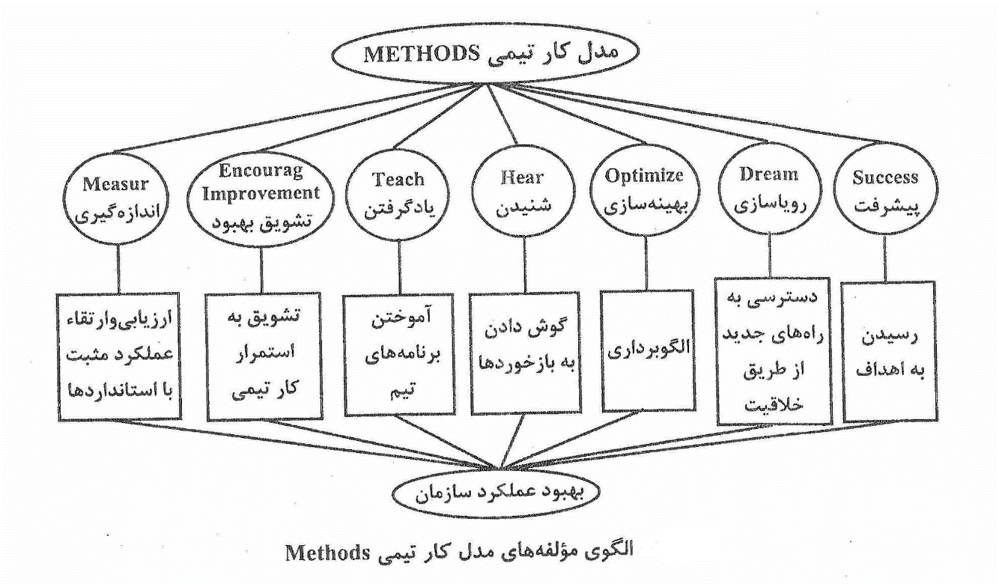 مدل کار تیمی METHODS
Measur
اندازه‌گیری
Encourag
Improvement
تشویق بهبود
Teach
یادگرفتن
Hear
شنیدن
Optimize
بهینه‌سازی
Dream
رویاسازی
Success
پیشرفت
ارزیابی‌وارتقاء
عملکرد مثبت
با استانداردها
تشویق به
استمرار
کار تیمی
آموختن
برنامه‌های
تیم
گوش دادن
به بازخوردها
الگوبرداری
دسترسی به
راه‌های جدید
از طریق
خلاقیت
رسیدن
به اهداف
بهبود عملکرد سازمان
الگوی مؤلفه‌های مدل کار تیمی Methods